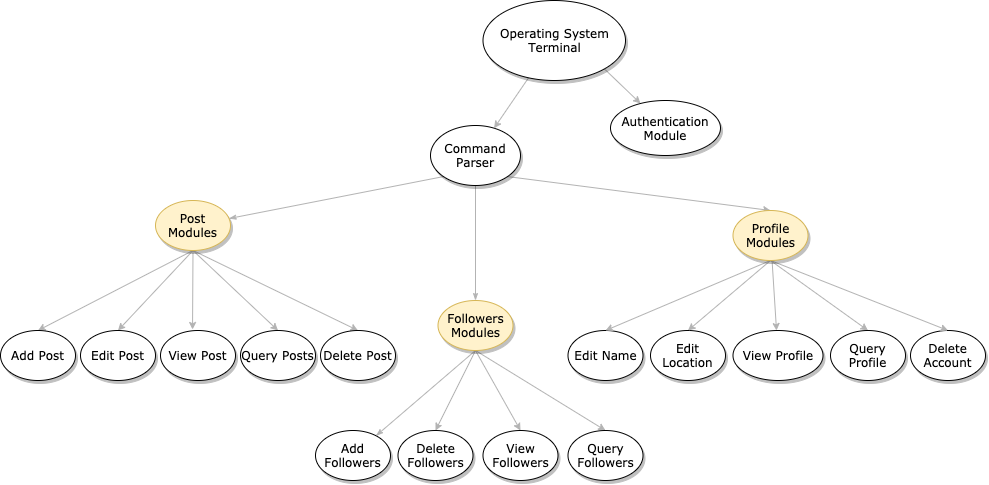 Operating System
Terminal
Authentication
Module
Command
Parser
Post
Modules
Profile
Modules
Followers
Modules
Add Post
Edit Post
View Post
Query Posts
Delete Post
Edit Name
Edit
Location
View Profile
Query
Profile
Delete
Account
Add
Followers
Delete
Followers
View
Followers
Query
Followers